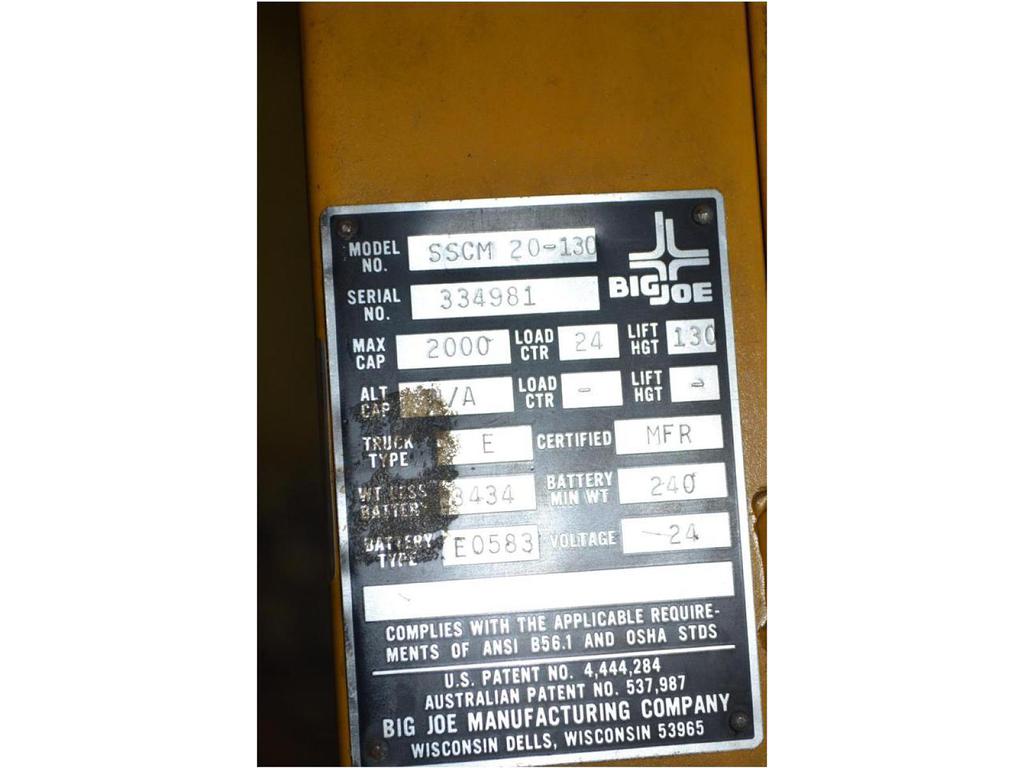 MODEL NO. SSCM 20-130
BIG JOE
SERIAL NO. 334981
MAX CAP 2000 LOAD CTR 24 LIFT HGT 130
ALT CAP /A LOAD CTR - LIFT HGT -
TRUCK TYPE E CERTIFIED MFR
WT LESS BATTERY 3434 BATTERY MIN WT 240
BATTERY TYPE E0583 VOLTAGE -24
COMPLIES WITH THE APPLICABLE REQUIRE-
MENTS OF ANSI B56.1 AND OSHA STDS
U.S. PATENT NO. 4,444,284
AUSTRALIAN PATENT NO. 537,987
BIG JOE MANUFACTURING COMPANY
WISCONSIN DELLS, WISCONSIN 53965